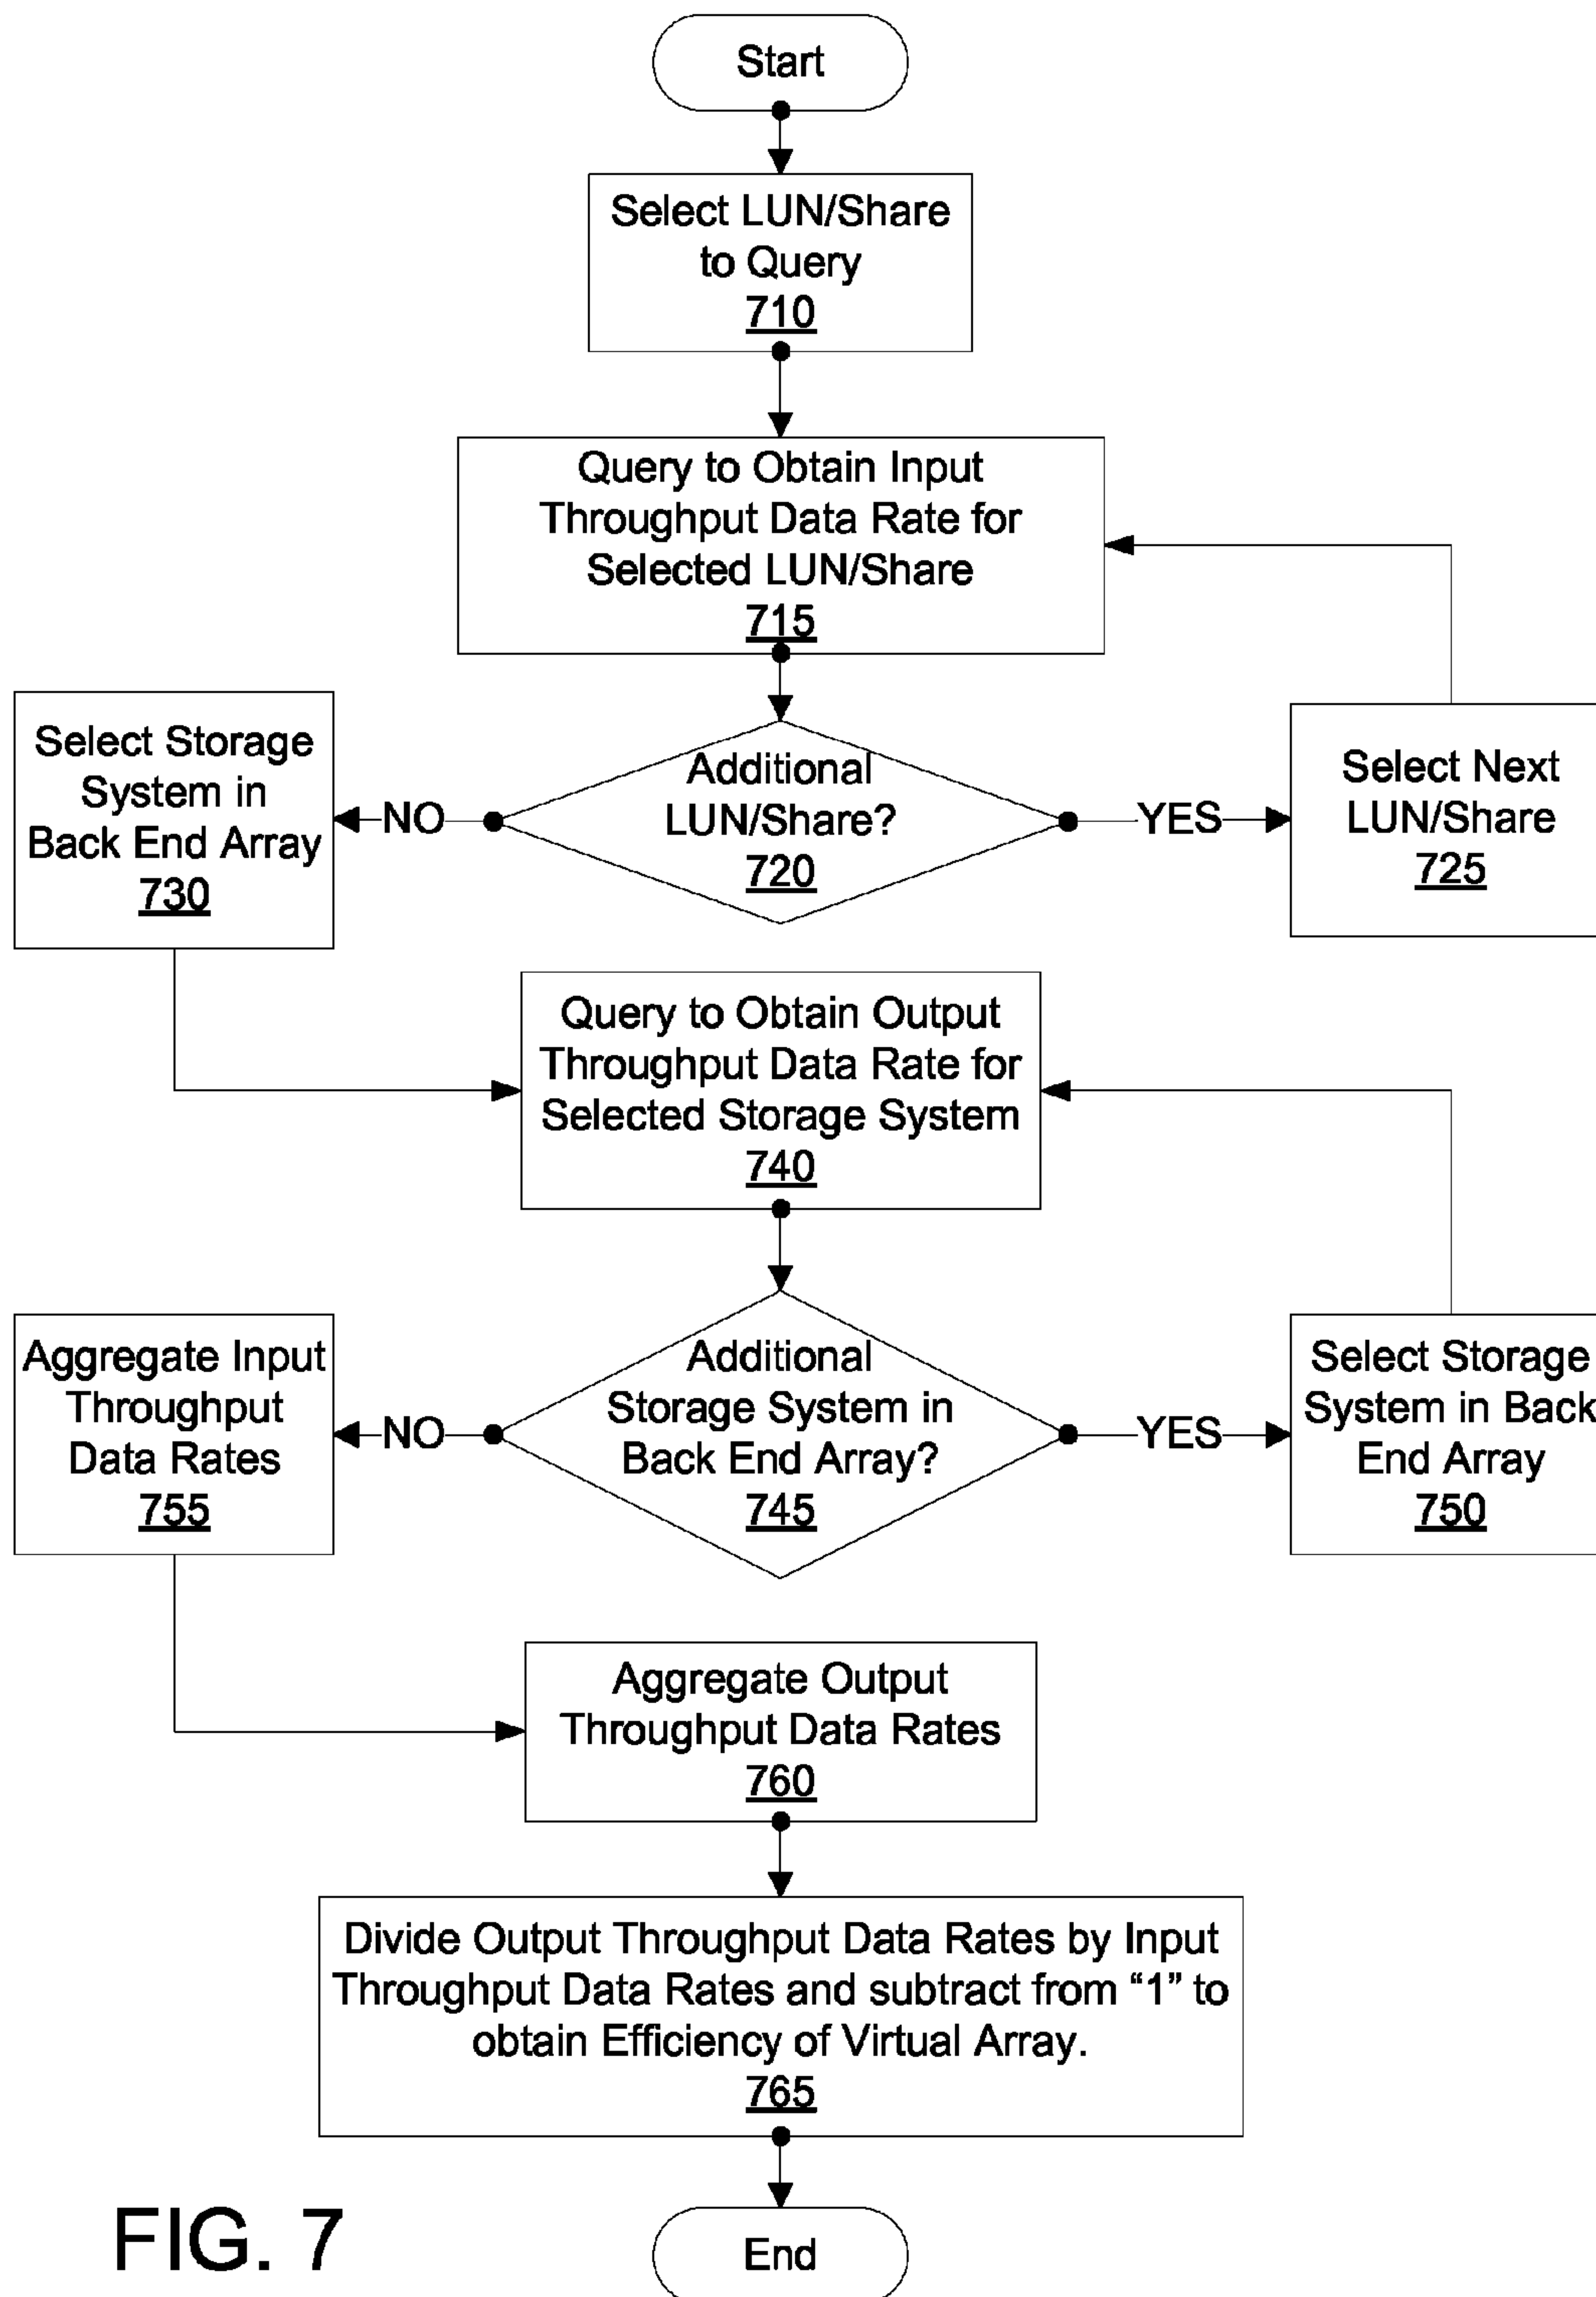 Start
Select LUN/Share
to Query
710
Query to Obtain Input
Throughput Data Rate for
Selected LUN/Share
715
Select Storage
System in
Back End Array
730
NO
Additional
LUN/Share?
720
YES
Select Next
LUN/Share
725
Query to Obtain Output
Throughput Data Rate for
Selected Storage System
740
Aggregate Input
Throughput
Data Rates
755
NO
Additional
Storage System in
Back End Array?
745
YES
Select Storage
System in Back
End Array
750
Aggregate Output
Throughput Data Rates
760
Divide Output Throughput Data Rates by Input
Throughput Data Rates and subtract from “1” to
obtain Efficiency of Virtual Array.
765
End
FIG. 7